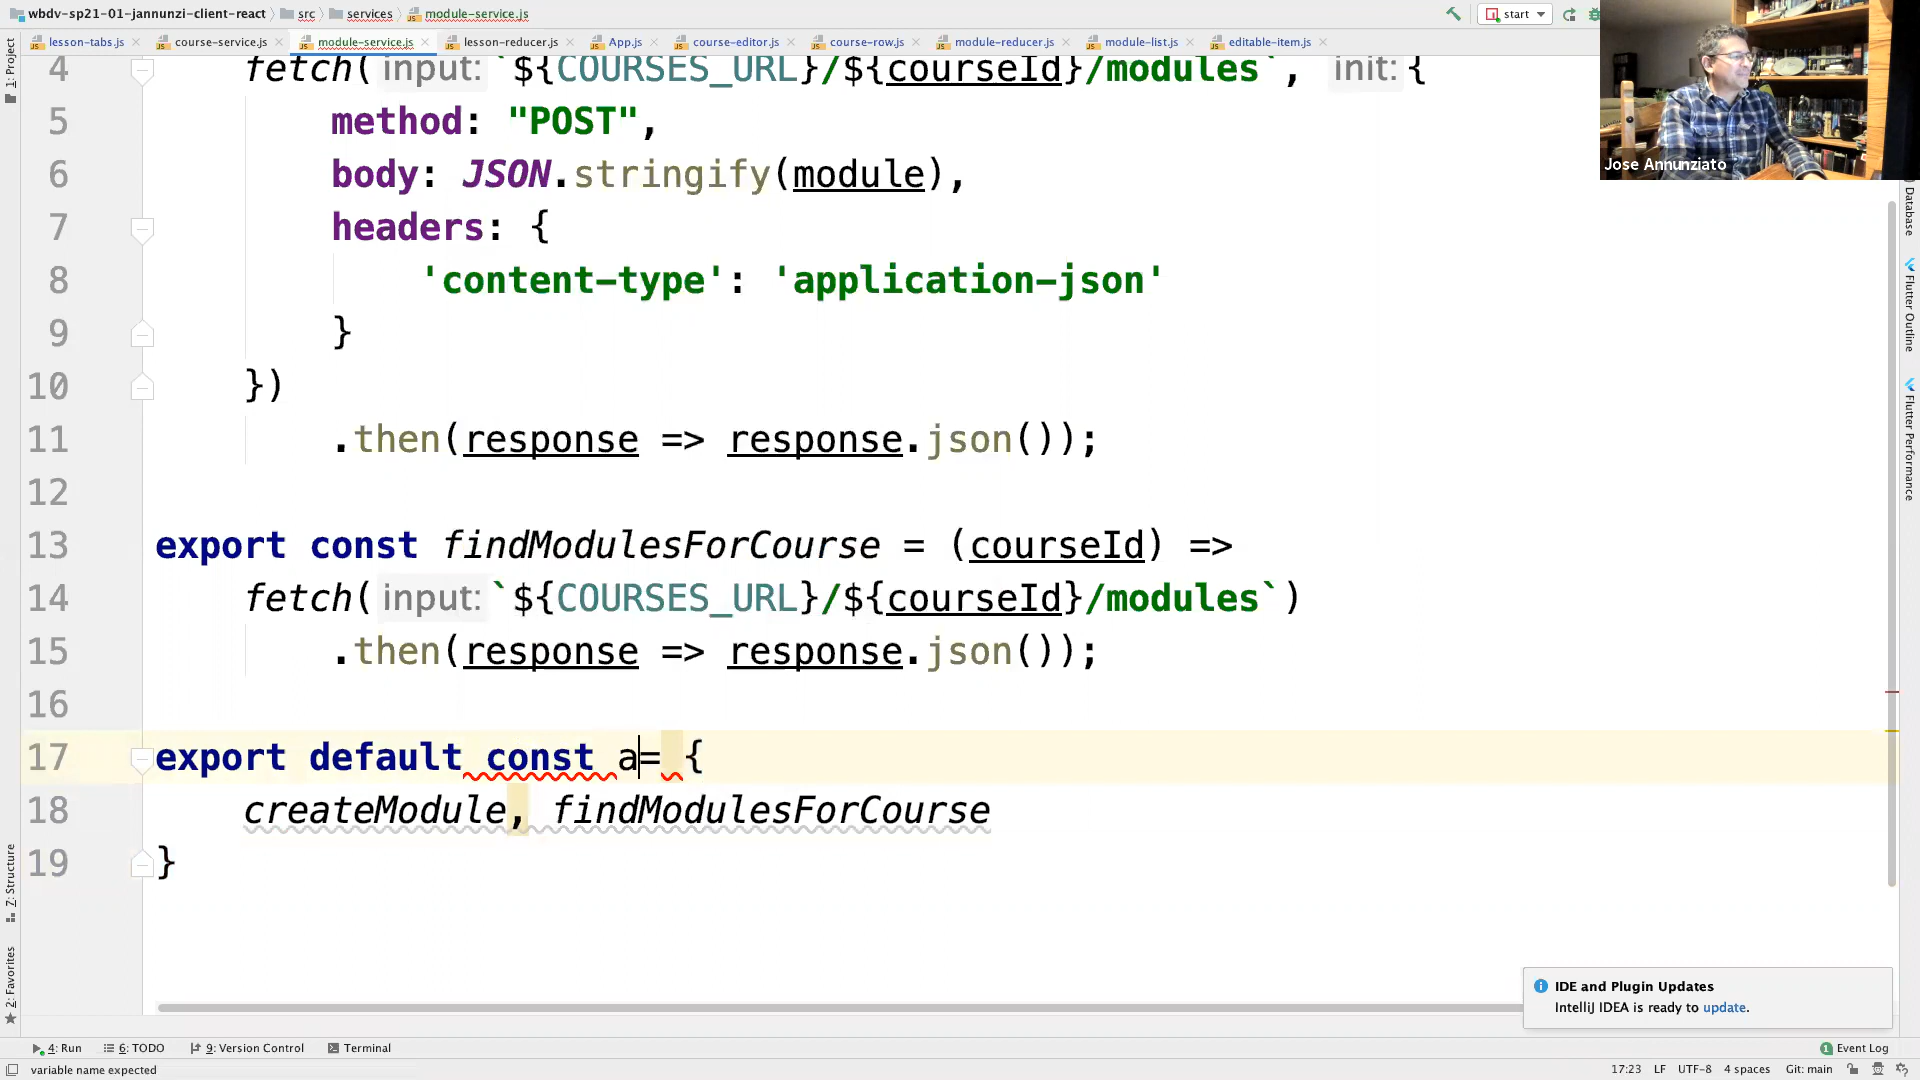 wbdv-sp21-01-jannunzi-client-react src services module-service.js start
lesson-tabs.js course-service.js module-service.js lesson-reducer.js App.js course-editor.js course-row.js module-reducer.js module-list.js editable-item.js
1: Project
4 fetch( input: `${COURSES_URL}/${courseId}/modules`, init: {
5 method: "POST",
6 body: JSON.stringify(module),
7 headers: {
8 'content-type': 'application-json'
9 }
10 })
11 .then(response => response.json());
12
13 export const findModulesForCourse = (courseId) =>
14 fetch( input: `${COURSES_URL}/${courseId}/modules`)
15 .then(response => response.json());
16
17 export default const a= {
18 createModule, findModulesForCourse
19 }
Jose Annunziato
Database
Flutter Outline
Flutter Performance
7: Structure
2: Favorites
IDE and Plugin Updates
IntelliJ IDEA is ready to update.
4: Run 6: TODO 9: Version Control Terminal 1 Event Log
variable name expected 17:23 LF UTF-8 4 spaces Git: main